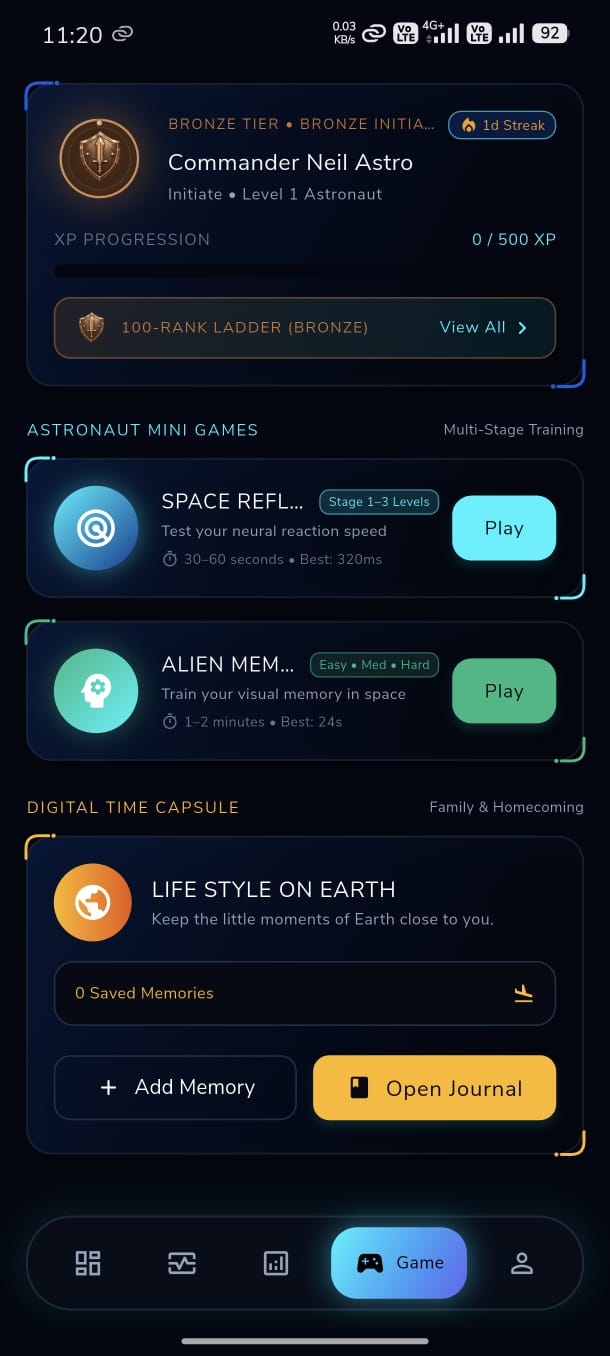 11:20
0.03 KB/s Vo LTE 4G+ Vo LTE 92
BRONZE TIER • BRONZE INITIA...
1d Streak
Commander Neil Astro
Initiate • Level 1 Astronaut
XP PROGRESSION
0 / 500 XP
100-RANK LADDER (BRONZE)
View All
ASTRONAUT MINI GAMES
Multi-Stage Training
SPACE REFL...
Stage 1–3 Levels
Test your neural reaction speed
30–60 seconds • Best: 320ms
Play
ALIEN MEM...
Easy • Med • Hard
Train your visual memory in space
1–2 minutes • Best: 24s
Play
DIGITAL TIME CAPSULE
Family & Homecoming
LIFE STYLE ON EARTH
Keep the little moments of Earth close to you.
0 Saved Memories
Add Memory
Open Journal
Game